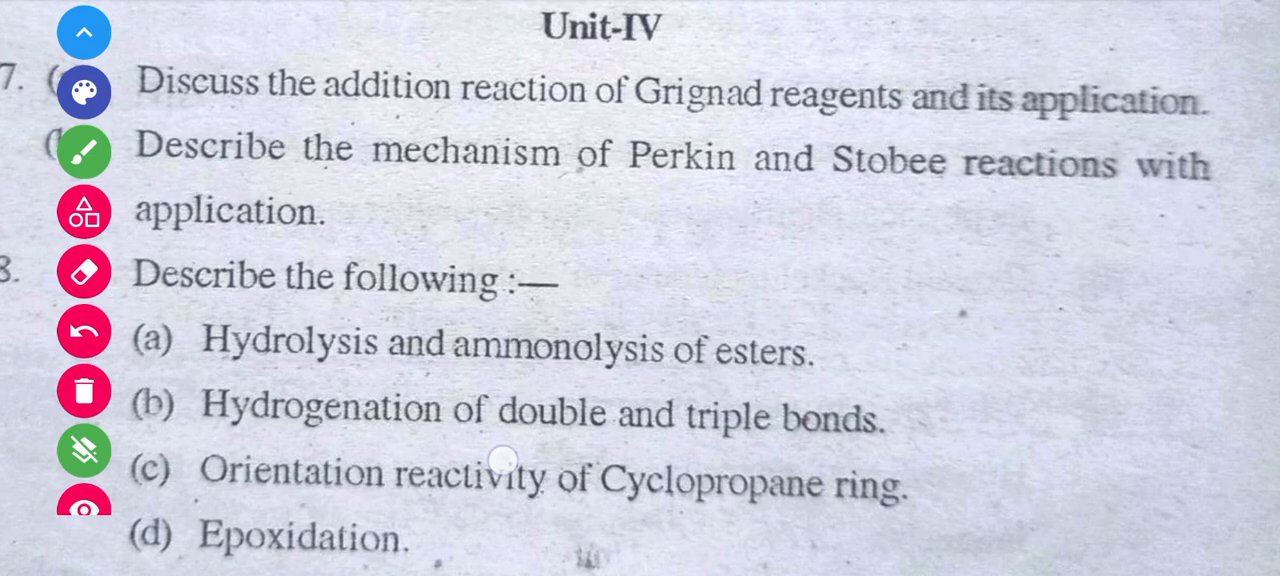 Unit-IV
7. ( Discuss the addition reaction of Grignad reagents and its application.
( Describe the mechanism of Perkin and Stobee reactions with
application.
8. Describe the following :—
(a) Hydrolysis and ammonolysis of esters.
(b) Hydrogenation of double and triple bonds.
(c) Orientation reactivity of Cyclopropane ring.
(d) Epoxidation.